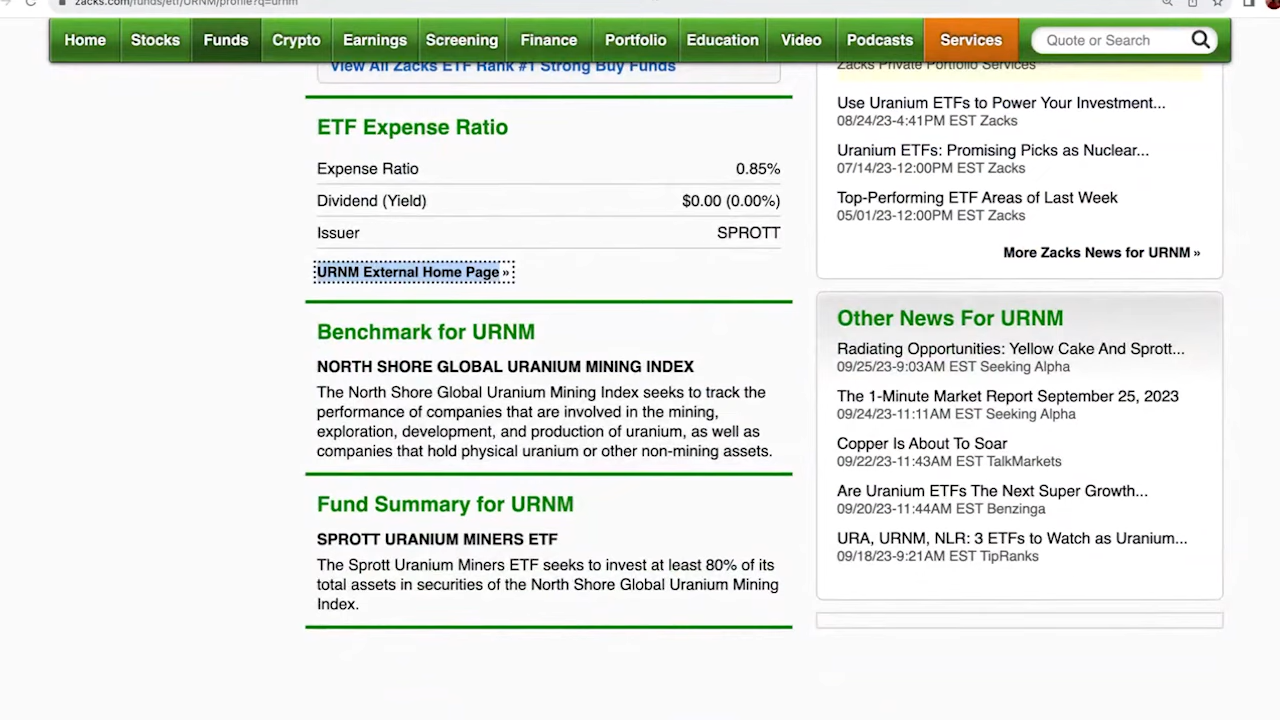 zacks.com/funds/etf/URNM/profile?q=urnm
Home Stocks Funds Crypto Earnings Screening Finance Portfolio Education Video Podcasts Services Quote or Search
View All Zacks ETF Rank #1 Strong Buy Funds
ETF Expense Ratio
Expense Ratio 0.85%
Dividend (Yield) $0.00 (0.00%)
Issuer SPROTT
URNM External Home Page »
Benchmark for URNM
NORTH SHORE GLOBAL URANIUM MINING INDEX
The North Shore Global Uranium Mining Index seeks to track the
performance of companies that are involved in the mining,
exploration, development, and production of uranium, as well as
companies that hold physical uranium or other non-mining assets.
Fund Summary for URNM
SPROTT URANIUM MINERS ETF
The Sprott Uranium Miners ETF seeks to invest at least 80% of its
total assets in securities of the North Shore Global Uranium Mining
Index.
Zacks Private Portfolio Services
Use Uranium ETFs to Power Your Investment...
08/24/23-4:41PM EST Zacks
Uranium ETFs: Promising Picks as Nuclear...
07/14/23-12:00PM EST Zacks
Top-Performing ETF Areas of Last Week
05/01/23-12:00PM EST Zacks
More Zacks News for URNM »
Other News For URNM
Radiating Opportunities: Yellow Cake And Sprott...
09/25/23-9:03AM EST Seeking Alpha
The 1-Minute Market Report September 25, 2023
09/24/23-11:11AM EST Seeking Alpha
Copper Is About To Soar
09/22/23-11:43AM EST TalkMarkets
Are Uranium ETFs The Next Super Growth...
09/20/23-11:44AM EST Benzinga
URA, URNM, NLR: 3 ETFs to Watch as Uranium...
09/18/23-9:21AM EST TipRanks